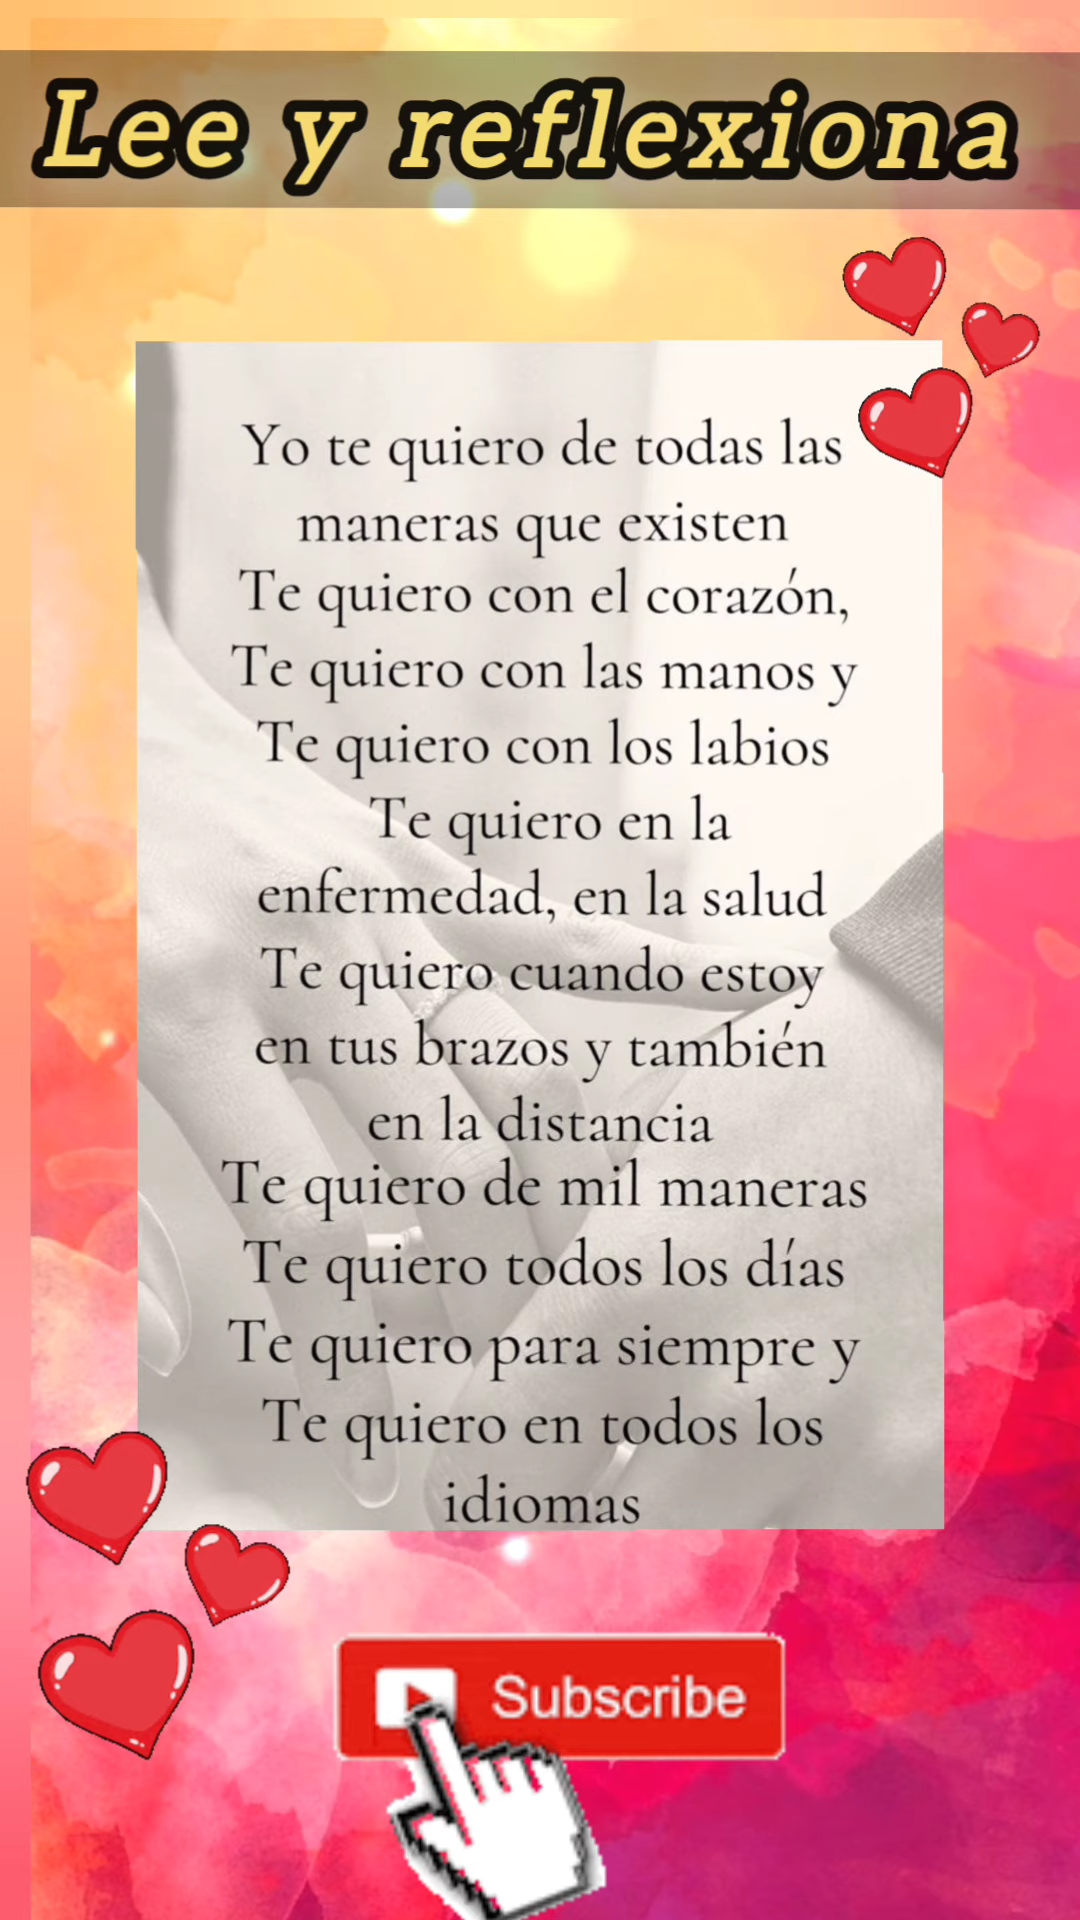 Lee y reflexiona
Yo te quiero de todas las
maneras que existen
Te quiero con el corazón,
Te quiero con las manos y
Te quiero con los labios
Te quiero en la
enfermedad, en la salud
Te quiero cuando estoy
en tus brazos y también
en la distancia
Te quiero de mil maneras
Te quiero todos los días
Te quiero para siempre y
Te quiero en todos los
idiomas
Subscribe